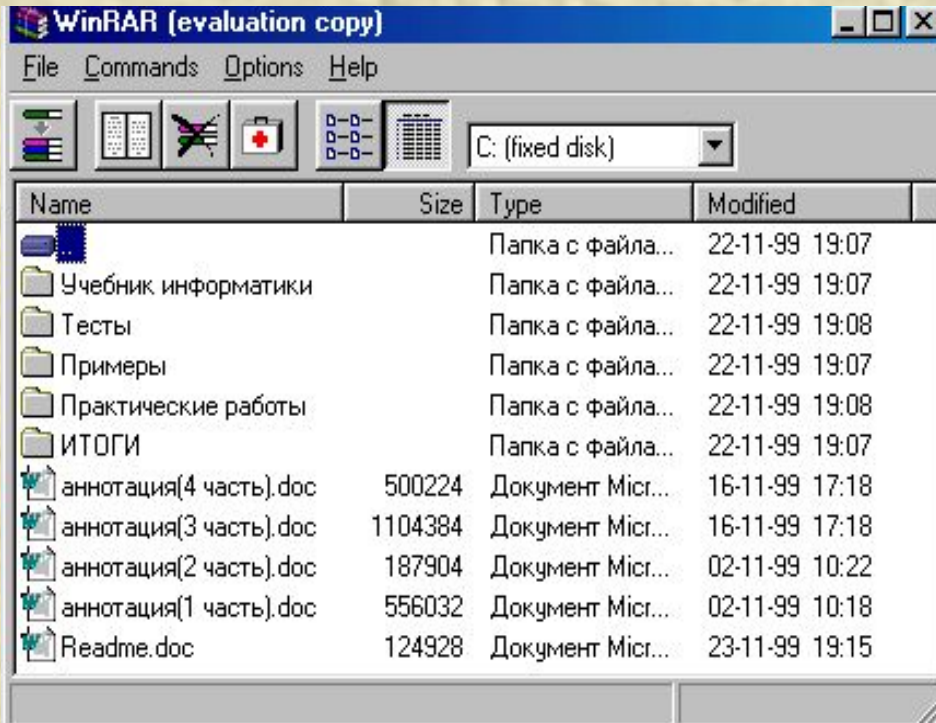 WinRAR (evaluation copy)
File Commands Options Help
C: (fixed disk)
Name Size Type Modified
.. Папка с файла... 22-11-99 19:07
Учебник информатики Папка с файла... 22-11-99 19:07
Тесты Папка с файла... 22-11-99 19:08
Примеры Папка с файла... 22-11-99 19:07
Практические работы Папка с файла... 22-11-99 19:08
ИТОГИ Папка с файла... 22-11-99 19:07
аннотация(4 часть).doc 500224 Документ Micr... 16-11-99 17:18
аннотация(3 часть).doc 1104384 Документ Micr... 16-11-99 17:18
аннотация(2 часть).doc 187904 Документ Micr... 02-11-99 10:22
аннотация(1 часть).doc 556032 Документ Micr... 02-11-99 10:18
Readme.doc 124928 Документ Micr... 23-11-99 19:15